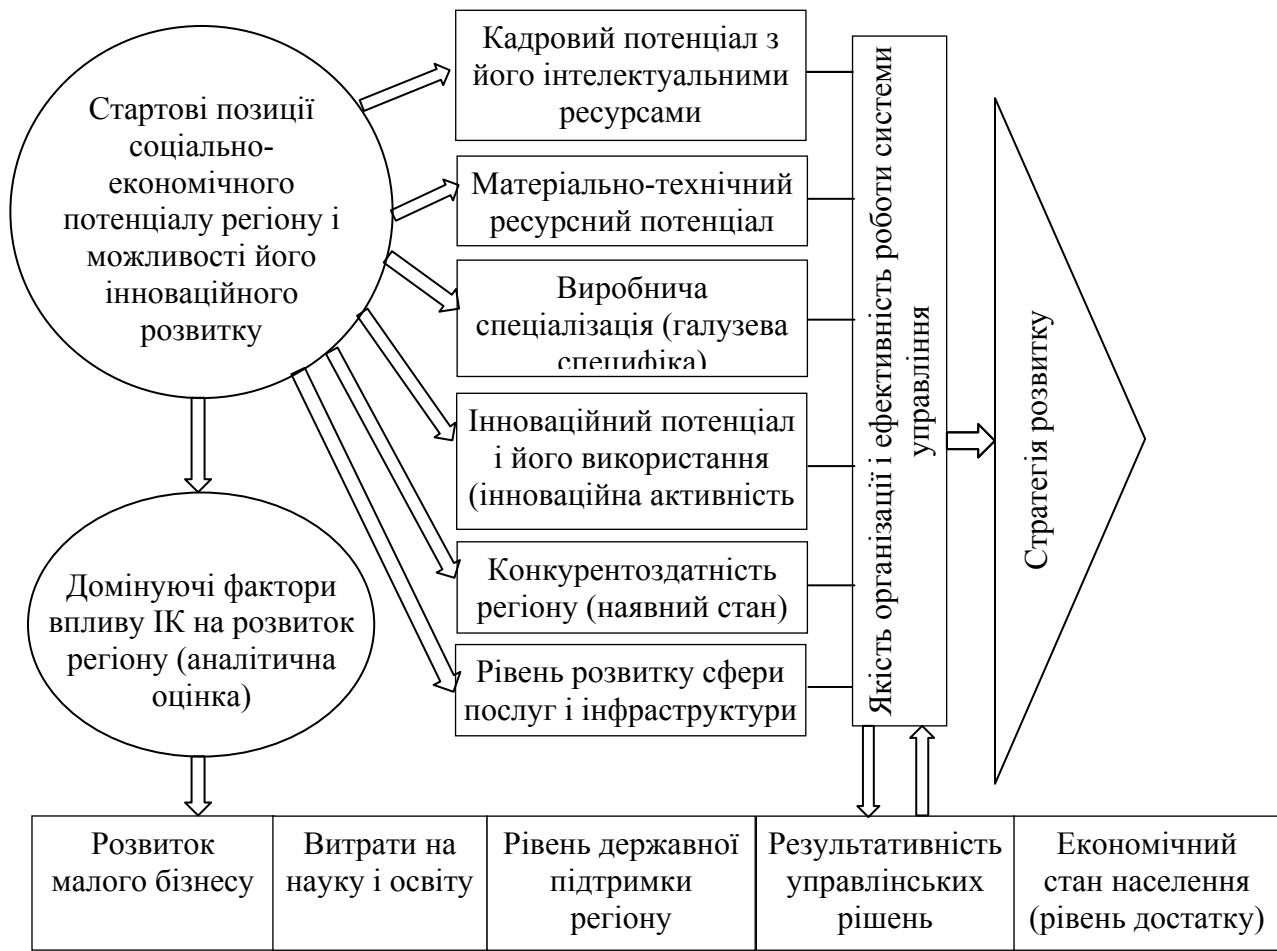 Стартові позиції
соціально-
економічного
потенціалу регіону і
можливості його
інноваційного
розвитку
Кадровий потенціал з
його інтелектуальними
ресурсами
Матеріально-технічний
ресурсний потенціал
Виробнича
спеціалізація (галузева
специфіка)
Інноваційний потенціал
і його використання
(інноваційна активність
Конкурентоздатність
регіону (наявний стан)
Рівень розвитку сфери
послуг і інфраструктури
Якість організації і ефективність роботи системи
управління
Стратегія розвитку
Домінуючі фактори
впливу ІК на розвиток
регіону (аналітична
оцінка)
Розвиток
малого бізнесу
Витрати на
науку і освіту
Рівень державної
підтримки
регіону
Результативність
управлінських
рішень
Економічний
стан населення
(рівень достатку)